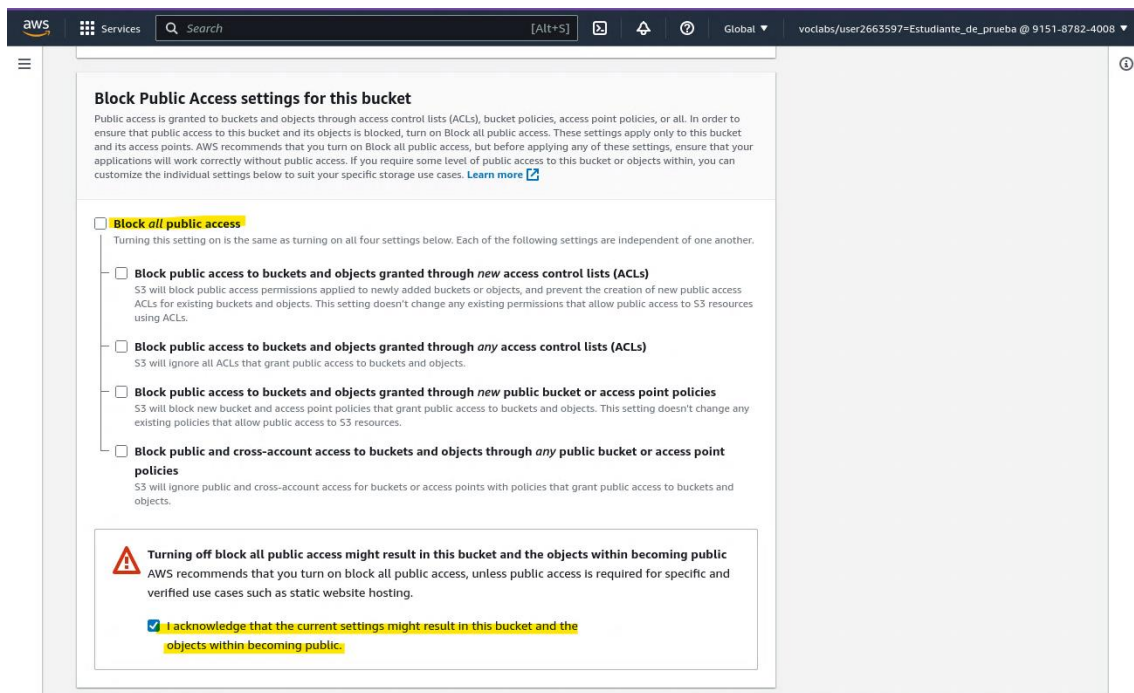 aws
Services
Search
[Alt+S]
Global
voclabs/user2663597=Estudiante_de_prueba @ 9151-8782-4008
Block Public Access settings for this bucket
Public access is granted to buckets and objects through access control lists (ACLs), bucket policies, access point policies, or all. In order to
ensure that public access to this bucket and its objects is blocked, turn on Block all public access. These settings apply only to this bucket
and its access points. AWS recommends that you turn on Block all public access, but before applying any of these settings, ensure that your
applications will work correctly without public access. If you require some level of public access to this bucket or objects within, you can
customize the individual settings below to suit your specific storage use cases. Learn more
Block all public access
Turning this setting on is the same as turning on all four settings below. Each of the following settings are independent of one another.
Block public access to buckets and objects granted through new access control lists (ACLs)
S3 will block public access permissions applied to newly added buckets or objects, and prevent the creation of new public access
ACLs for existing buckets and objects. This setting doesn't change any existing permissions that allow public access to S3 resources
using ACLs.
Block public access to buckets and objects granted through any access control lists (ACLs)
S3 will ignore all ACLs that grant public access to buckets and objects.
Block public access to buckets and objects granted through new public bucket or access point policies
S3 will block new bucket and access point policies that grant public access to buckets and objects. This setting doesn't change any
existing policies that allow public access to S3 resources.
Block public and cross-account access to buckets and objects through any public bucket or access point
policies
S3 will ignore public and cross-account access for buckets or access points with policies that grant public access to buckets and
objects.
Turning off block all public access might result in this bucket and the objects within becoming public
AWS recommends that you turn on block all public access, unless public access is required for specific and
verified use cases such as static website hosting.
I acknowledge that the current settings might result in this bucket and the
objects within becoming public.